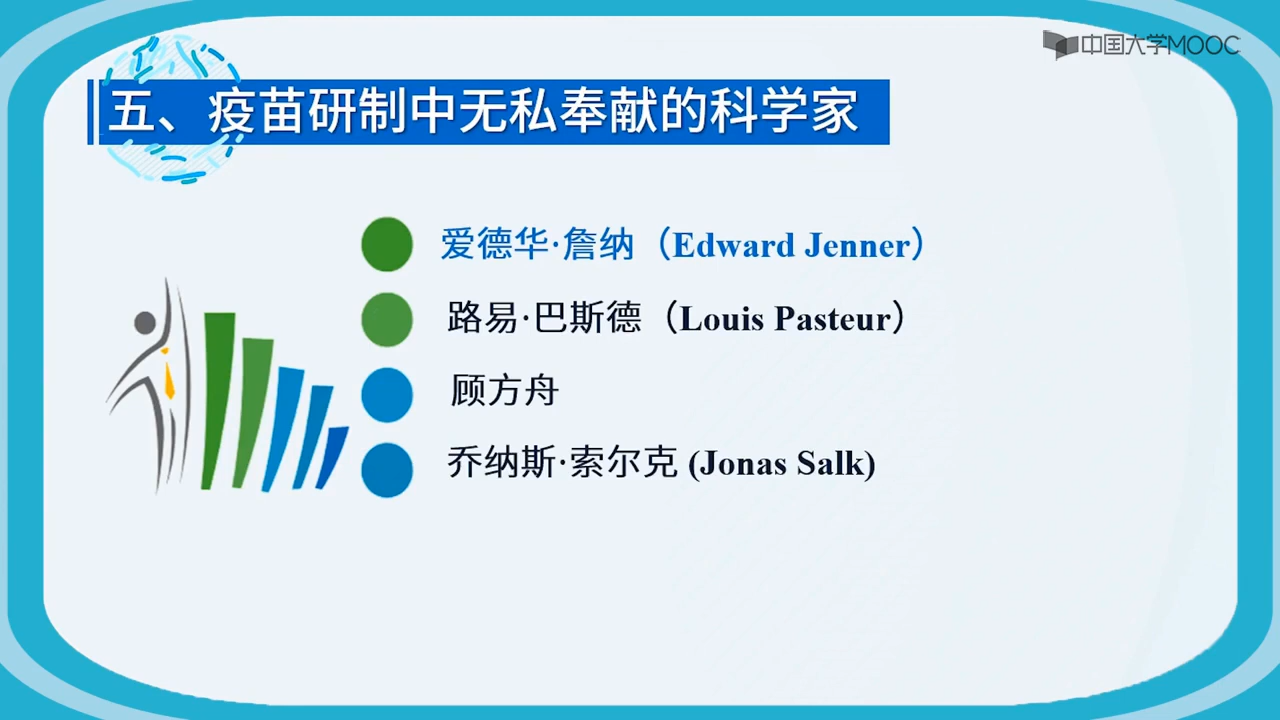 中国大学MOOC
五、疫苗研制中无私奉献的科学家
爱德华·詹纳（Edward Jenner）
路易·巴斯德（Louis Pasteur）
顾方舟
乔纳斯·索尔克 (Jonas Salk)